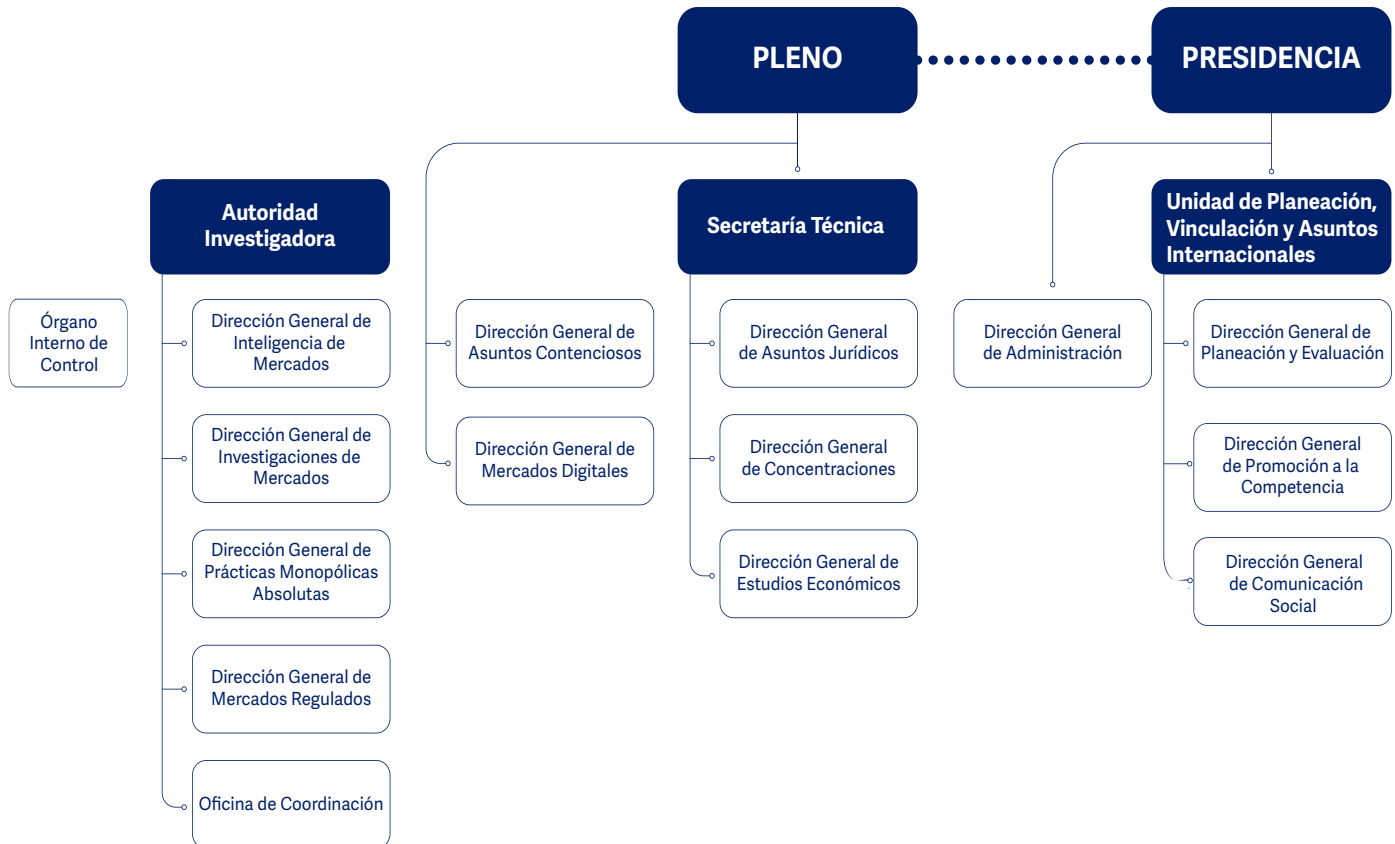 PLENO
PRESIDENCIA
Autoridad
Investigadora
Secretaría Técnica
Unidad de Planeación,
Vinculación y Asuntos
Internacionales
Órgano
Interno de
Control
Dirección General de
Inteligencia de
Mercados
Dirección General de
Asuntos Contenciosos
Dirección General
de Asuntos Jurídicos
Dirección General
de Administración
Dirección General de
Planeación y Evaluación
Dirección General de
Investigaciones de
Mercados
Dirección General de
Mercados Digitales
Dirección General
de Concentraciones
Dirección General
de Promoción a la
Competencia
Dirección General de
Prácticas Monopólicas
Absolutas
Dirección General de
Estudios Económicos
Dirección General
de Comunicación
Social
Dirección General de
Mercados Regulados
Oficina de Coordinación